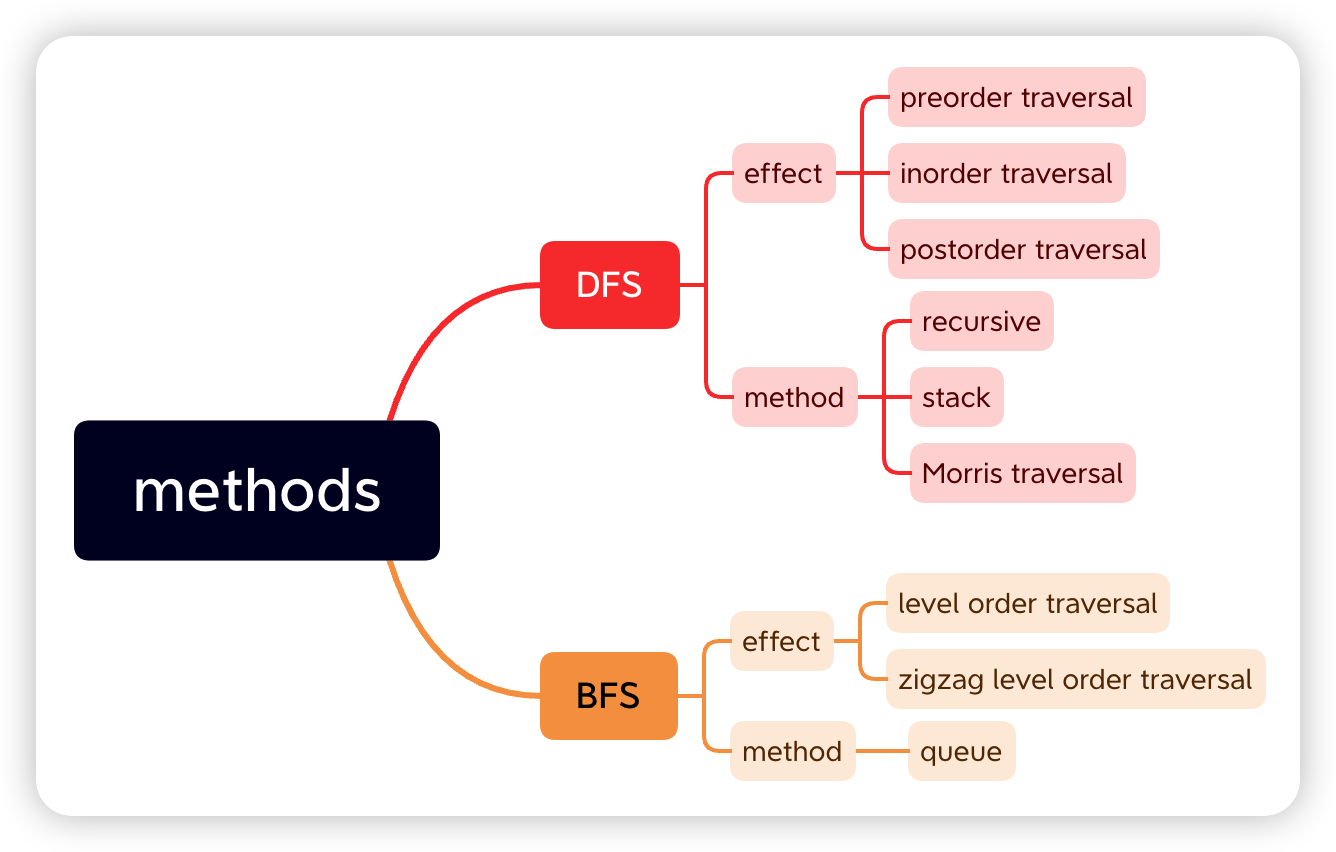 methods
DFS
effect
preorder traversal
inorder traversal
postorder traversal
method
recursive
stack
Morris traversal
BFS
effect
level order traversal
zigzag level order traversal
method
queue